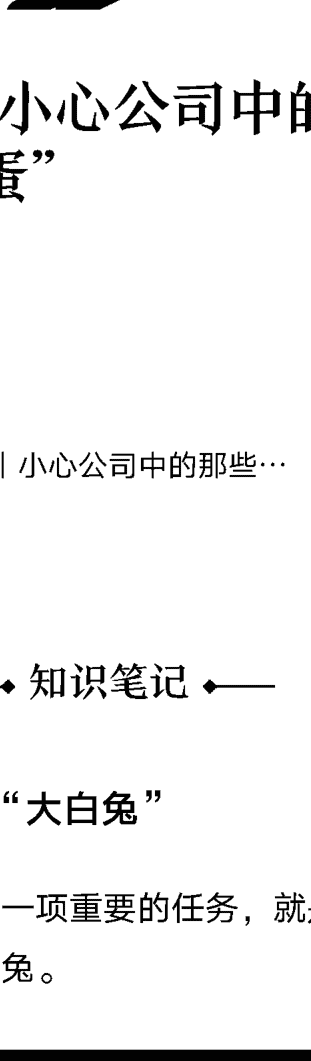 小心公司中的
蛋”
| 小心公司中的那些…
知识笔记
“大白兔”
一项重要的任务，就是
兔。